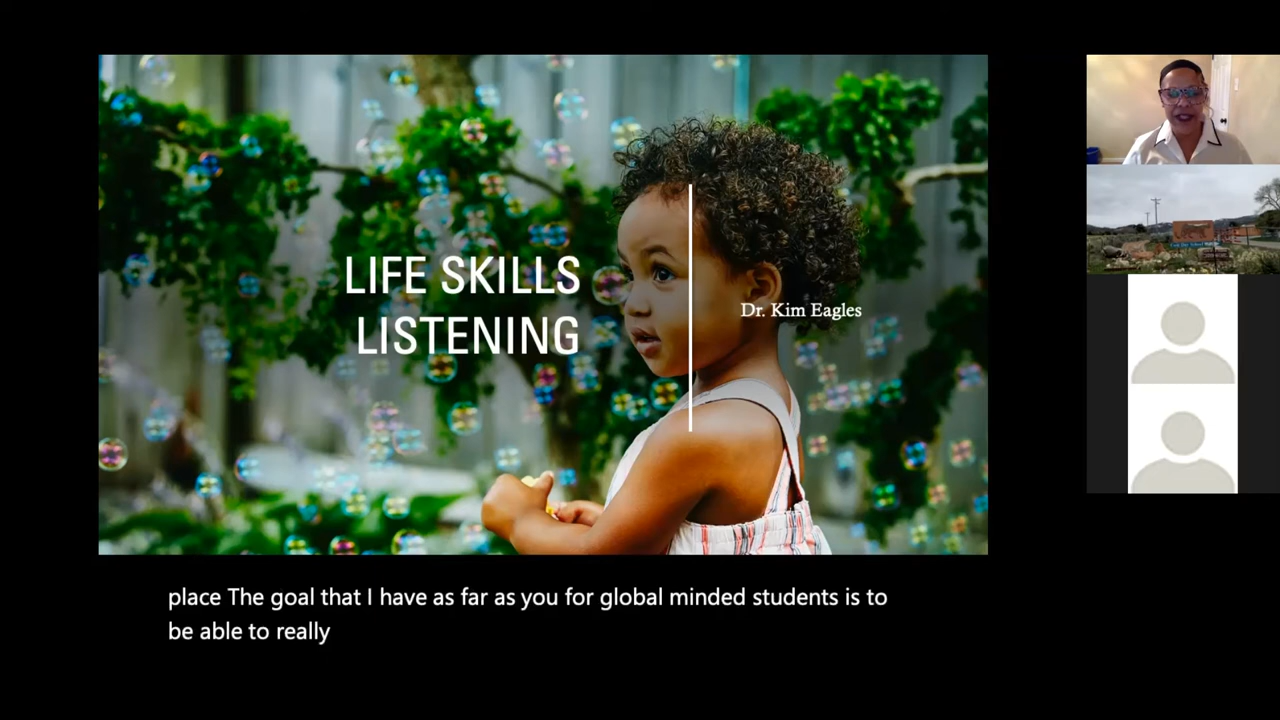 LIFE SKILLS
LISTENING
Dr. Kim Eagles
place The goal that I have as far as you for global minded students is to
be able to really